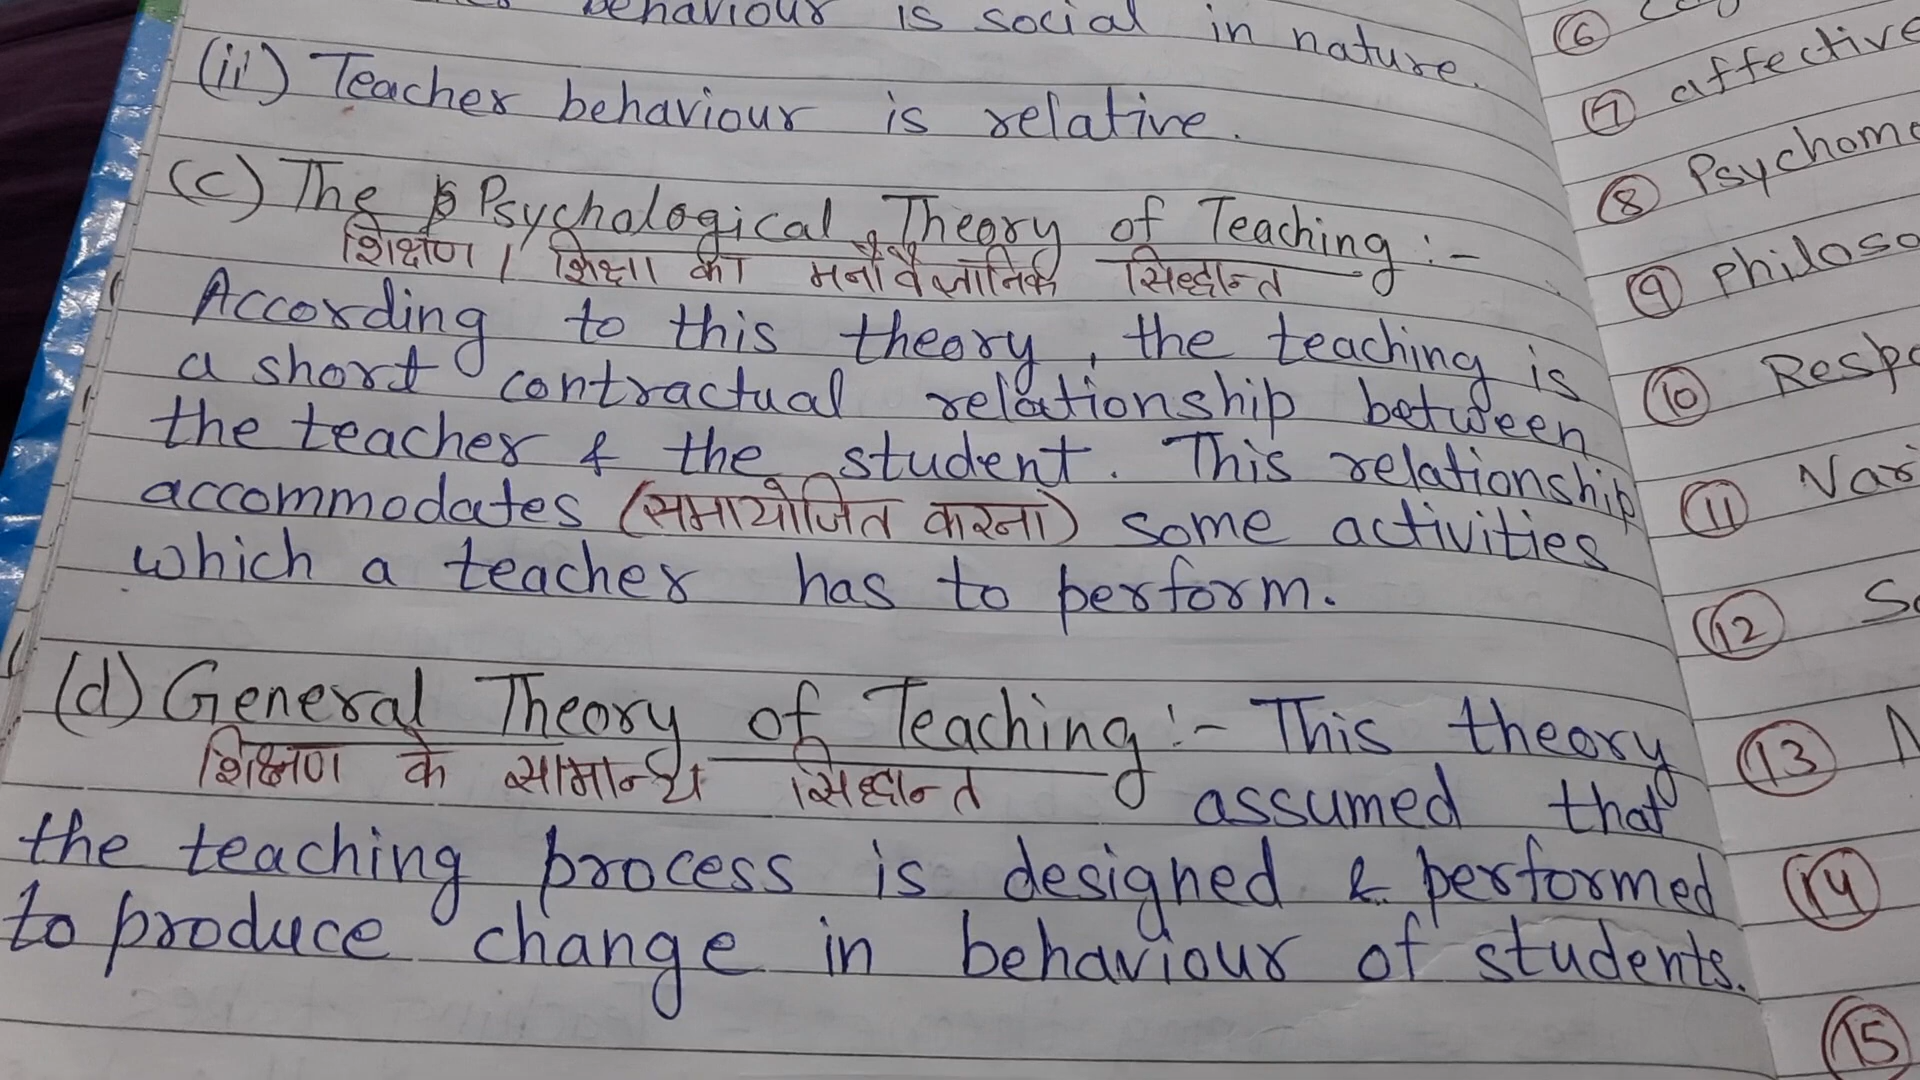 behaviour is social in nature.
(ii) Teacher behaviour is relative.
(c) The Psychological Theory of Teaching :-
शिक्षण / शिक्षा का मनोवैज्ञानिक सिद्धान्त
According to this theory, the teaching is
a short contractual relationship between
the teacher & the student. This relationship
accommodates (समायोजित करना) some activities
which a teacher has to perform.
(d) General Theory of Teaching :- This theory
शिक्षण के सामान्य सिद्धान्त assumed that
the teaching process is designed & performed
to produce change in behaviour of students.
6
7 affective
8 Psychom
9 Philoso
10 Resp
11 Var
12 S
13
14
15